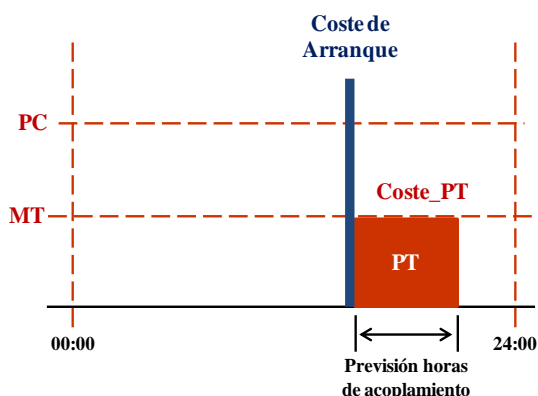 Coste de
Arranque
PC
Coste_PT
MT
PT
00:00
24:00
Previsión horas
de acoplamiento